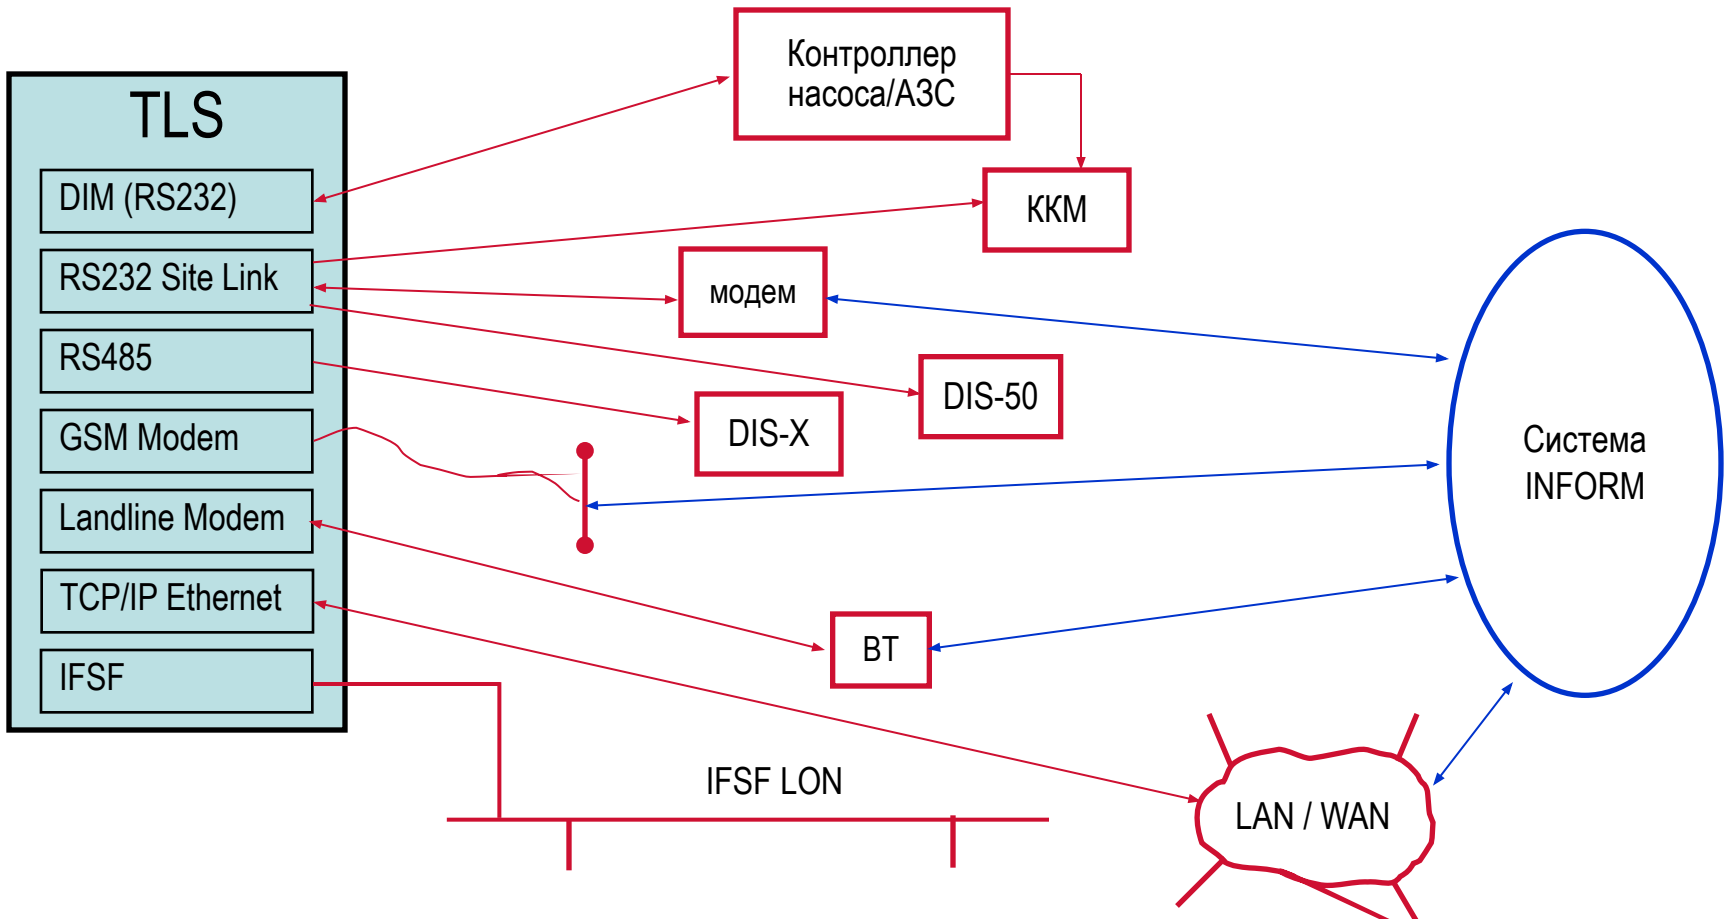 TLS
DIM (RS232)
RS232 Site Link
RS485
GSM Modem
Landline Modem
TCP/IP Ethernet
IFSF
Контроллер
насоса/АЗС
ККМ
модем
DIS-50
DIS-X
ВТ
IFSF LON
LAN / WAN
Система
INFORM